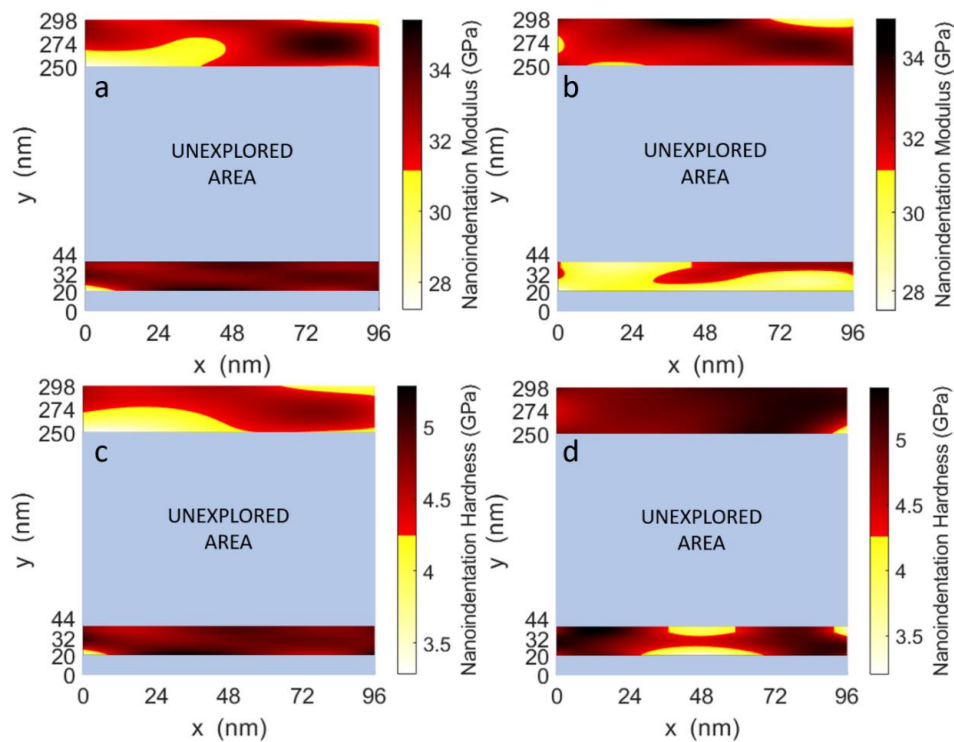 298
274
250
a
UNEXPLORED
AREA
44
32
20
0
0 24 48 72 96
x (nm)
y (nm)
34
32
30
28
Nanoindentation Modulus (GPa)
298
274
250
b
UNEXPLORED
AREA
44
32
20
0
0 24 48 72 96
x (nm)
y (nm)
34
32
30
28
Nanoindentation Modulus (GPa)
298
274
250
c
UNEXPLORED
AREA
44
32
20
0
0 24 48 72 96
x (nm)
y (nm)
5
4.5
4
3.5
Nanoindentation Hardness (GPa)
298
274
250
d
UNEXPLORED
AREA
44
32
20
0
0 24 48 72 96
x (nm)
y (nm)
5
4.5
4
3.5
Nanoindentation Hardness (GPa)